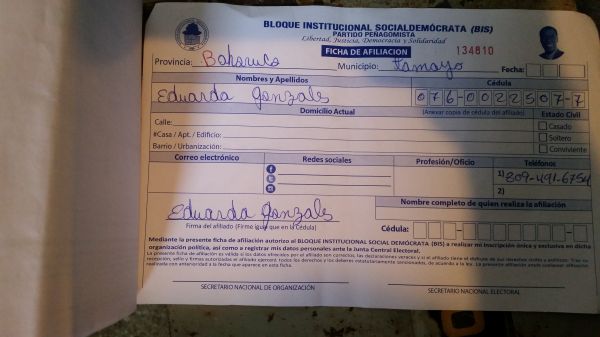 BLOQUE INSTITUCIONAL SOCIALDEMÓCRATA (BIS)
PARTIDO PEÑAGOMISTA
Libertad, Justicia, Democracia y Solidaridad
FICHA DE AFILIACION 134810
Provincia: Bahoruco Municipio: Tamayo Fecha:
Nombres y Apellidos Cédula
Eduarda Gonzales 076-0022507-7
Domicilio Actual (Anexar copia de cédula del afiliado) Estado Civil
Calle: Casado
#Casa / Apt. / Edificio: Soltero
Barrio / Urbanización: Conviviente
Correo electrónico Redes sociales Profesión/Oficio Teléfonos
1) 809-491-6754
2)
Eduarda Gonzales Nombre completo de quien realiza la afiliación
Firma del afiliado (Firme igual que en la Cédula) Cédula:
Mediante la presente ficha de afiliación autorizo al BLOQUE INSTITUCIONAL SOCIAL DEMÓCRATA (BIS) a realizar mi inscripción única y exclusiva en dicha
organización política, así como a registrar mis datos personales ante la Junta Central Electoral.
SECRETARIO NACIONAL DE ORGANIZACIÓN SECRETARIO NACIONAL ELECTORAL